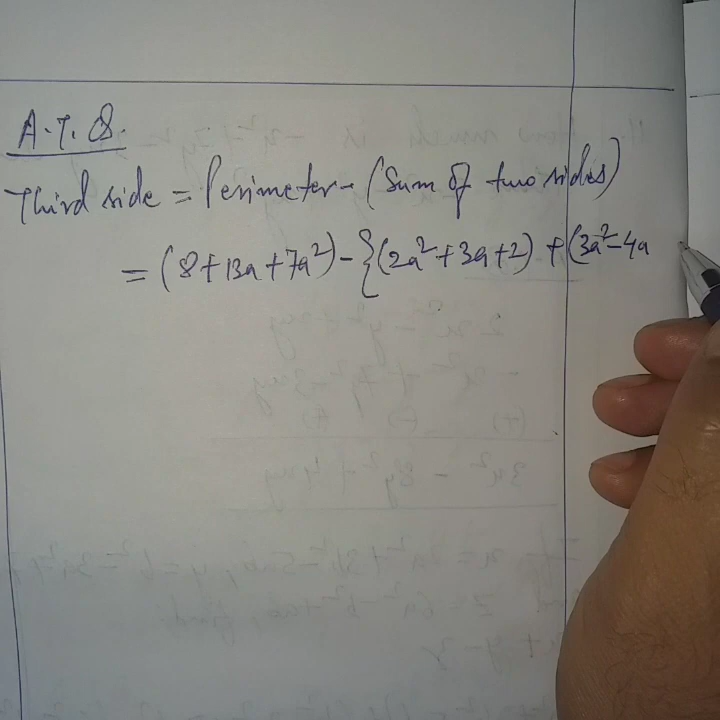 A.T.Q.
Third side = Perimeter - (Sum of two sides)
= (8+13a+7a²) - {(2a²+3a+2) + (3a²-4a